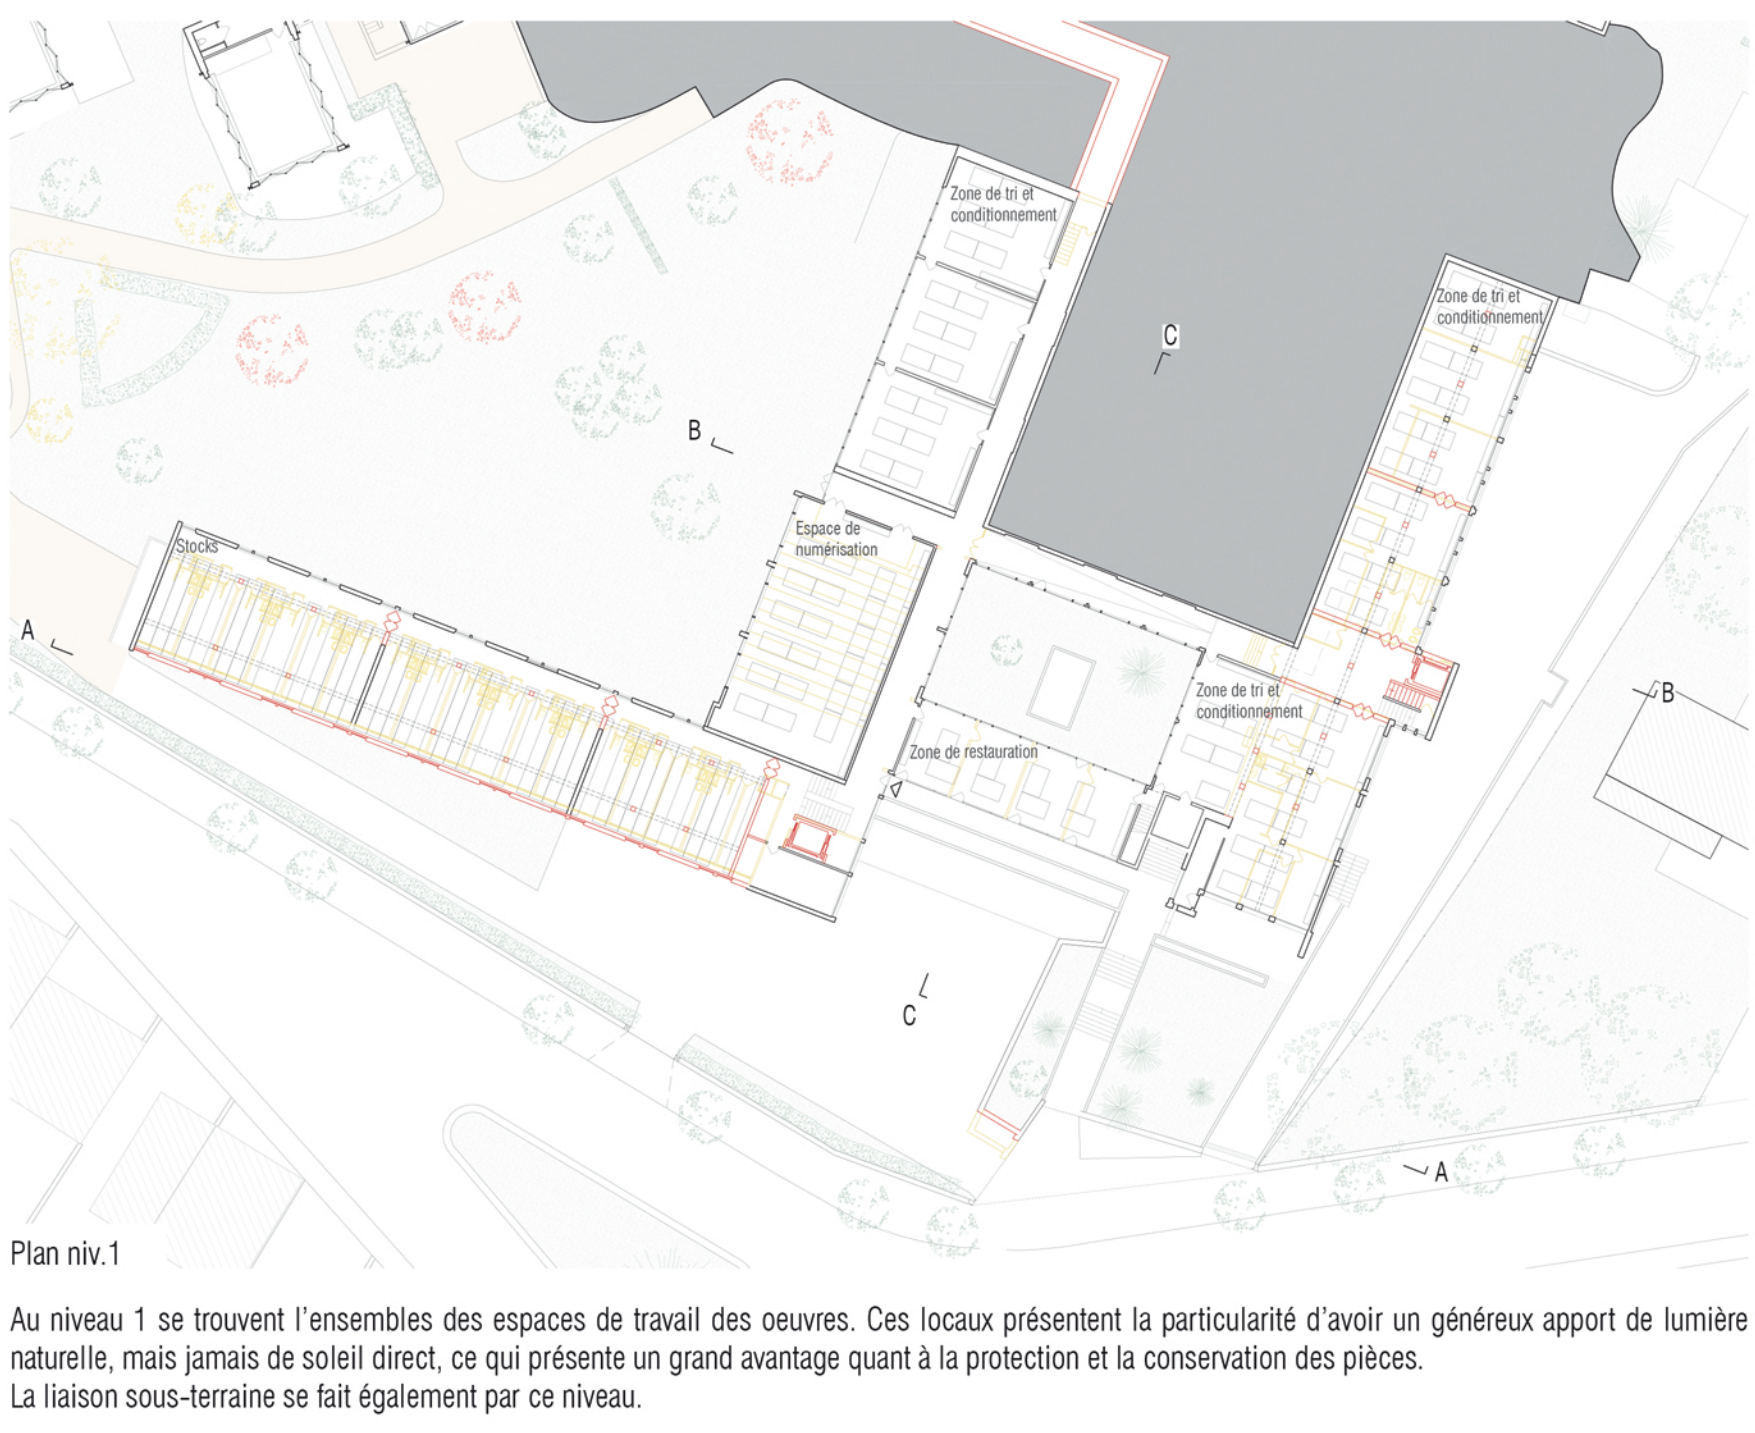 Zone de tri et
conditionnement
Zone de tri et
conditionnement
C
B
Espace de
numérisation
Stocks
A
Zone de tri et
conditionnement
B
Zone de restauration
C
A
Plan niv.1
Au niveau 1 se trouvent l'ensembles des espaces de travail des oeuvres. Ces locaux présentent la particularité d'avoir un généreux apport de lumière
naturelle, mais jamais de soleil direct, ce qui présente un grand avantage quant à la protection et la conservation des pièces.
La liaison sous-terraine se fait également par ce niveau.